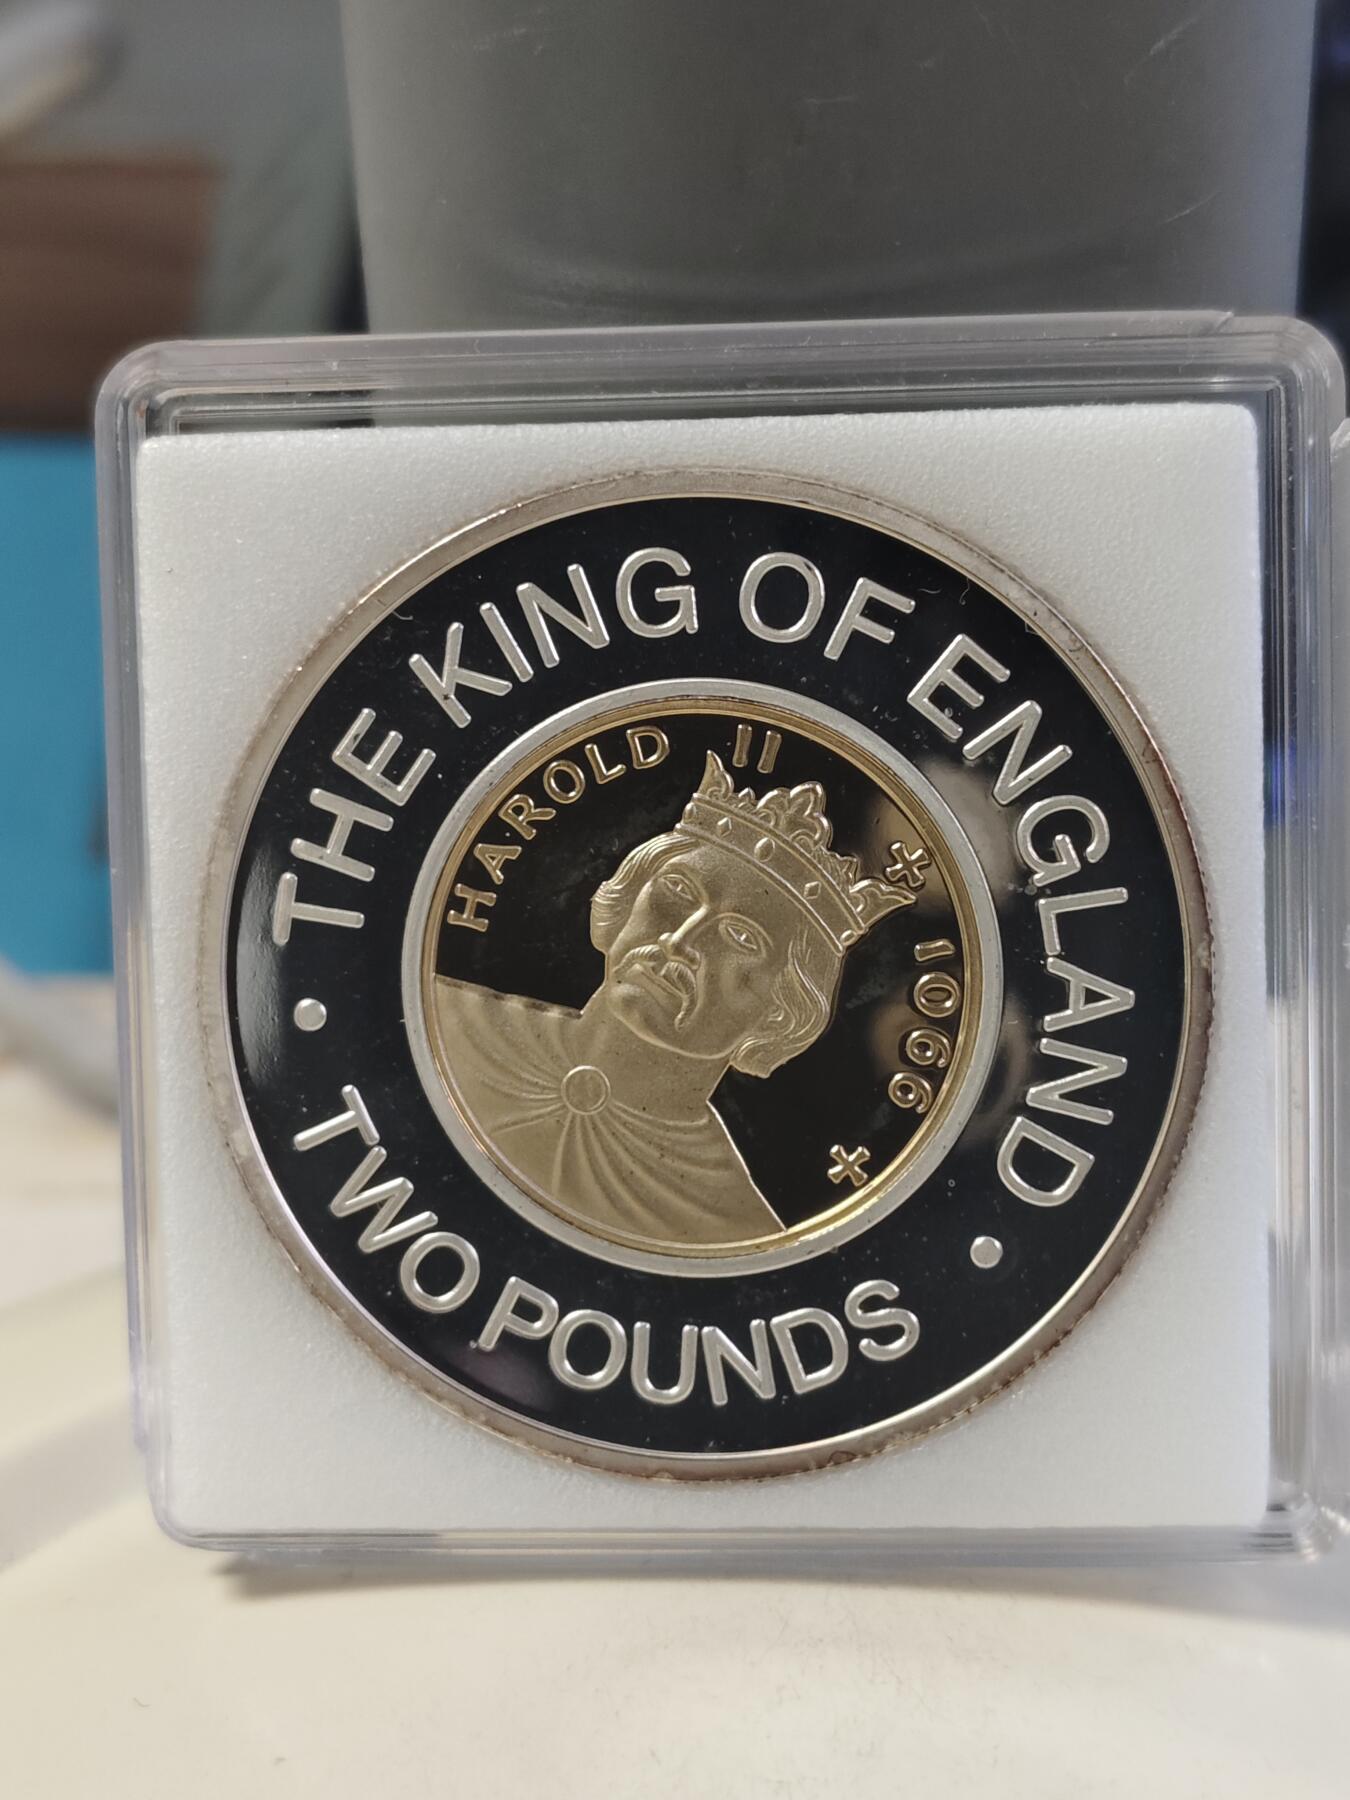 THE KING OF ENGLAND
• TWO POUNDS •
HAROLD II
1066